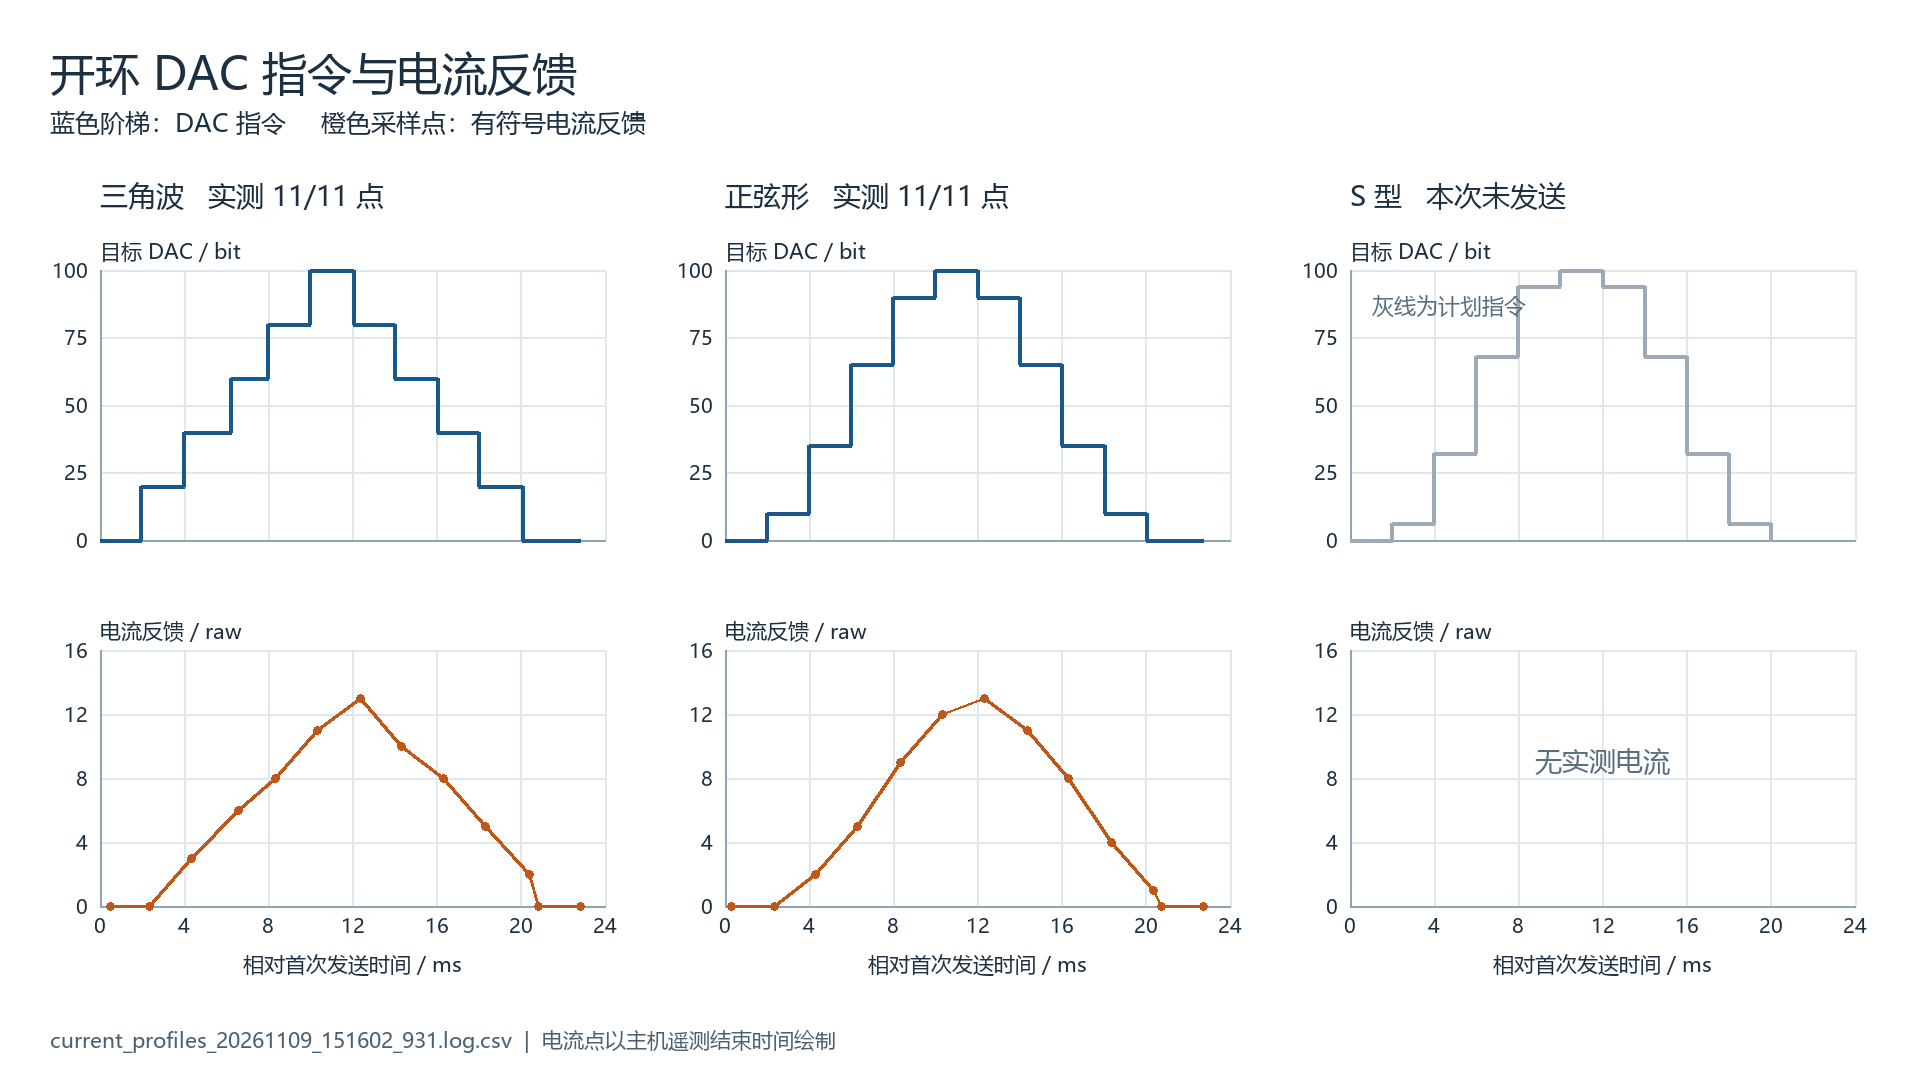 开环 DAC 指令与电流反馈
蓝色阶梯：DAC 指令 橙色采样点：有符号电流反馈
三角波 实测 11/11 点
目标 DAC / bit
100
75
50
25
0
电流反馈 / raw
16
12
8
4
0
0 4 8 12 16 20 24
相对首次发送时间 / ms
正弦形 实测 11/11 点
目标 DAC / bit
100
75
50
25
0
电流反馈 / raw
16
12
8
4
0
0 4 8 12 16 20 24
相对首次发送时间 / ms
S 型 本次未发送
目标 DAC / bit
100
灰线为计划指令
75
50
25
0
电流反馈 / raw
16
12
无实测电流
8
4
0
0 4 8 12 16 20 24
相对首次发送时间 / ms
current_profiles_20261109_151602_931.log.csv | 电流点以主机遥测结束时间绘制